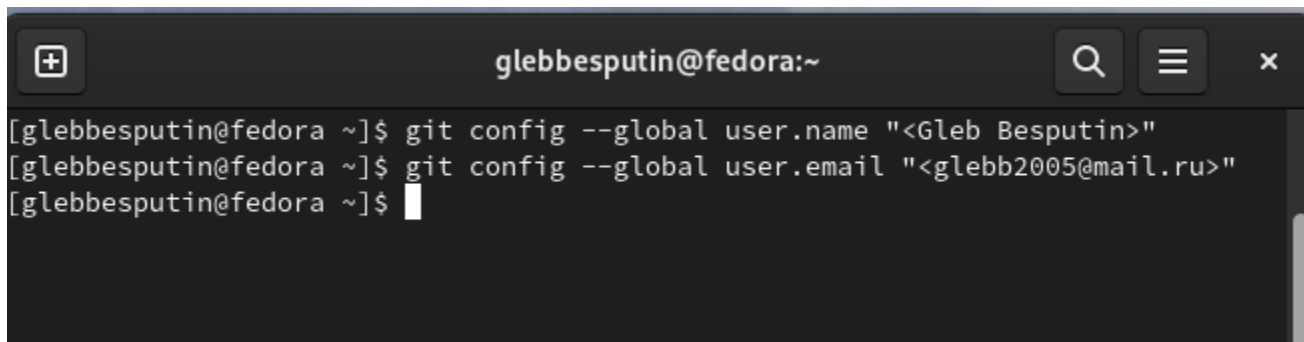 glebbesputin@fedora:~
[glebbesputin@fedora ~]$ git config --global user.name "<Gleb Besputin>"
[glebbesputin@fedora ~]$ git config --global user.email "<glebb2005@mail.ru>"
[glebbesputin@fedora ~]$